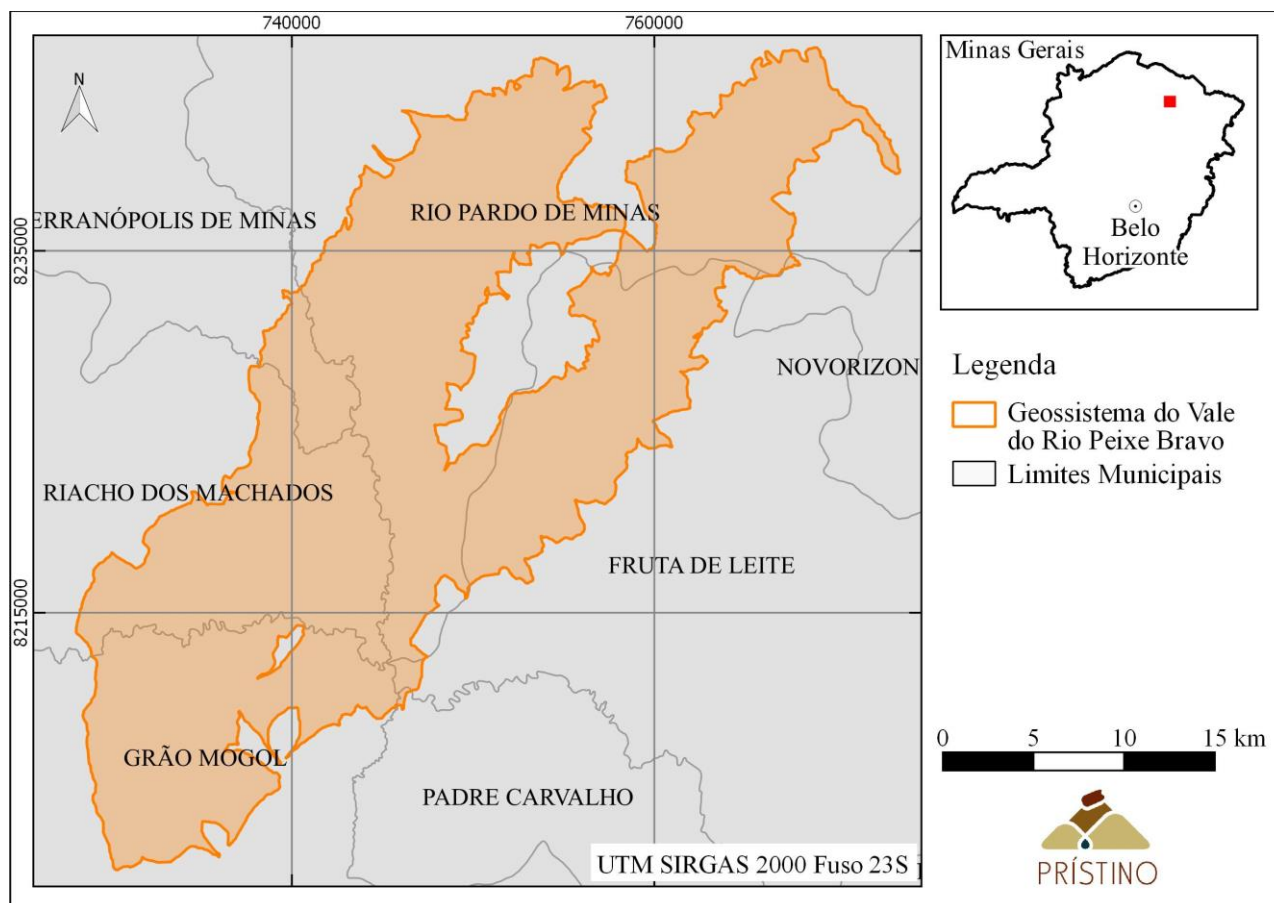 740000
760000
N
ERRANÓPOLIS DE MINAS
RIO PARDO DE MINAS
8235000
NOVORIZON
RIACHO DOS MACHADOS
FRUTA DE LEITE
8215000
GRÃO MOGOL
PADRE CARVALHO
UTM SIRGAS 2000 Fuso 23S
Minas Gerais
Belo
Horizonte
Legenda
Geossistema do Vale
do Rio Peixe Bravo
Limites Municipais
0 5 10 15 km
PRÍSTINO